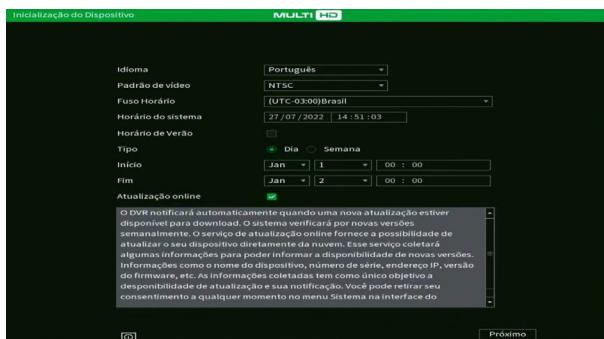 Inicialização do Dispositivo MULTI HD
Idioma Português
Padrão de vídeo NTSC
Fuso Horário (UTC-03:00)Brasil
Horário do sistema 27/07/2022 14:51:03
Horário de Verão
Tipo Dia Semana
Início Jan 1 00 : 00
Fim Jan 2 00 : 00
Atualização online
O DVR notificará automaticamente quando uma nova atualização estiver
disponível para download. O sistema verificará por novas versões
semanalmente. O serviço de atualização online fornece a possibilidade de
atualizar o seu dispositivo diretamente da nuvem. Esse serviço coletará
algumas informações para poder informar a disponibilidade de novas versões.
Informações como o nome do dispositivo, número de série, endereço IP, versão
do firmware, etc. As informações coletadas tem como único objetivo a
desponibilidade de atualização e sua notificação. Você pode retirar seu
consentimento a qualquer momento no menu Sistema na interface do
Próximo